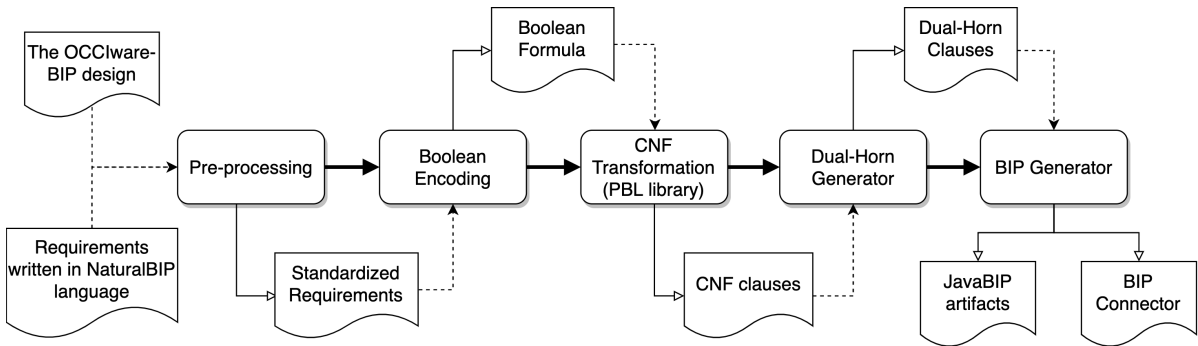 The OCCIware-
BIP design
Requirements
written in NaturalBIP
language
Pre-processing
Standardized
Requirements
Boolean
Encoding
Boolean
Formula
CNF
Transformation
(PBL library)
CNF clauses
Dual-Horn
Generator
Dual-Horn
Clauses
BIP Generator
JavaBIP
artifacts
BIP
Connector